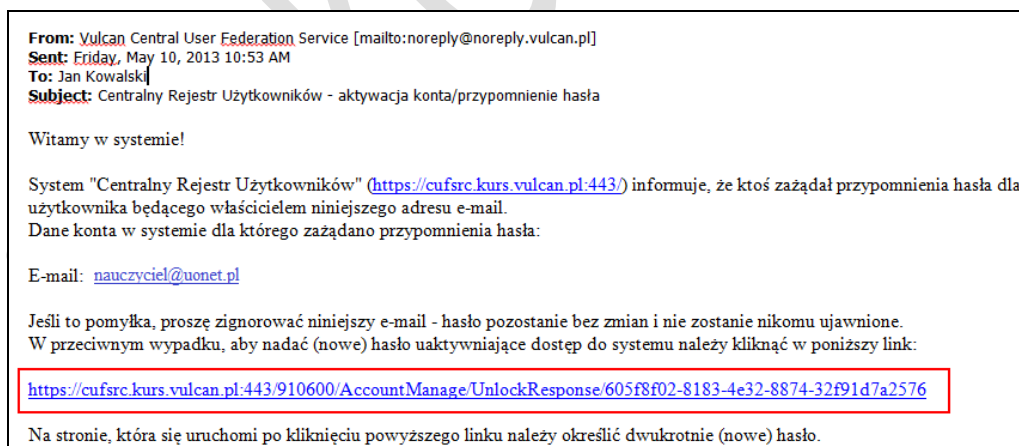 From: Vulcan Central User Federation Service [mailto:noreply@noreply.vulcan.pl]
Sent: Friday, May 10, 2013 10:53 AM
To: Jan Kowalski
Subject: Centralny Rejestr Użytkowników - aktywacja konta/przypomnienie hasła
Witamy w systemie!
System "Centralny Rejestr Użytkowników" (https://cufsrc.kurs.vulcan.pl:443/) informuje, że ktoś zażądał przypomnienia hasła dla
użytkownika będącego właścicielem niniejszego adresu e-mail.
Dane konta w systemie dla którego zażądano przypomnienia hasła:
E-mail: nauczyciel@uonet.pl
Jeśli to pomyłka, proszę zignorować niniejszy e-mail - hasło pozostanie bez zmian i nie zostanie nikomu ujawnione.
W przeciwnym wypadku, aby nadać (nowe) hasło uaktywniające dostęp do systemu należy kliknąć w poniższy link:
https://cufsrc.kurs.vulcan.pl:443/910600/AccountManage/UnlockResponse/605f8f02-8183-4e32-8874-32f91d7a2576
Na stronie, która się uruchomi po kliknięciu powyższego linku należy określić dwukrotnie (nowe) hasło.